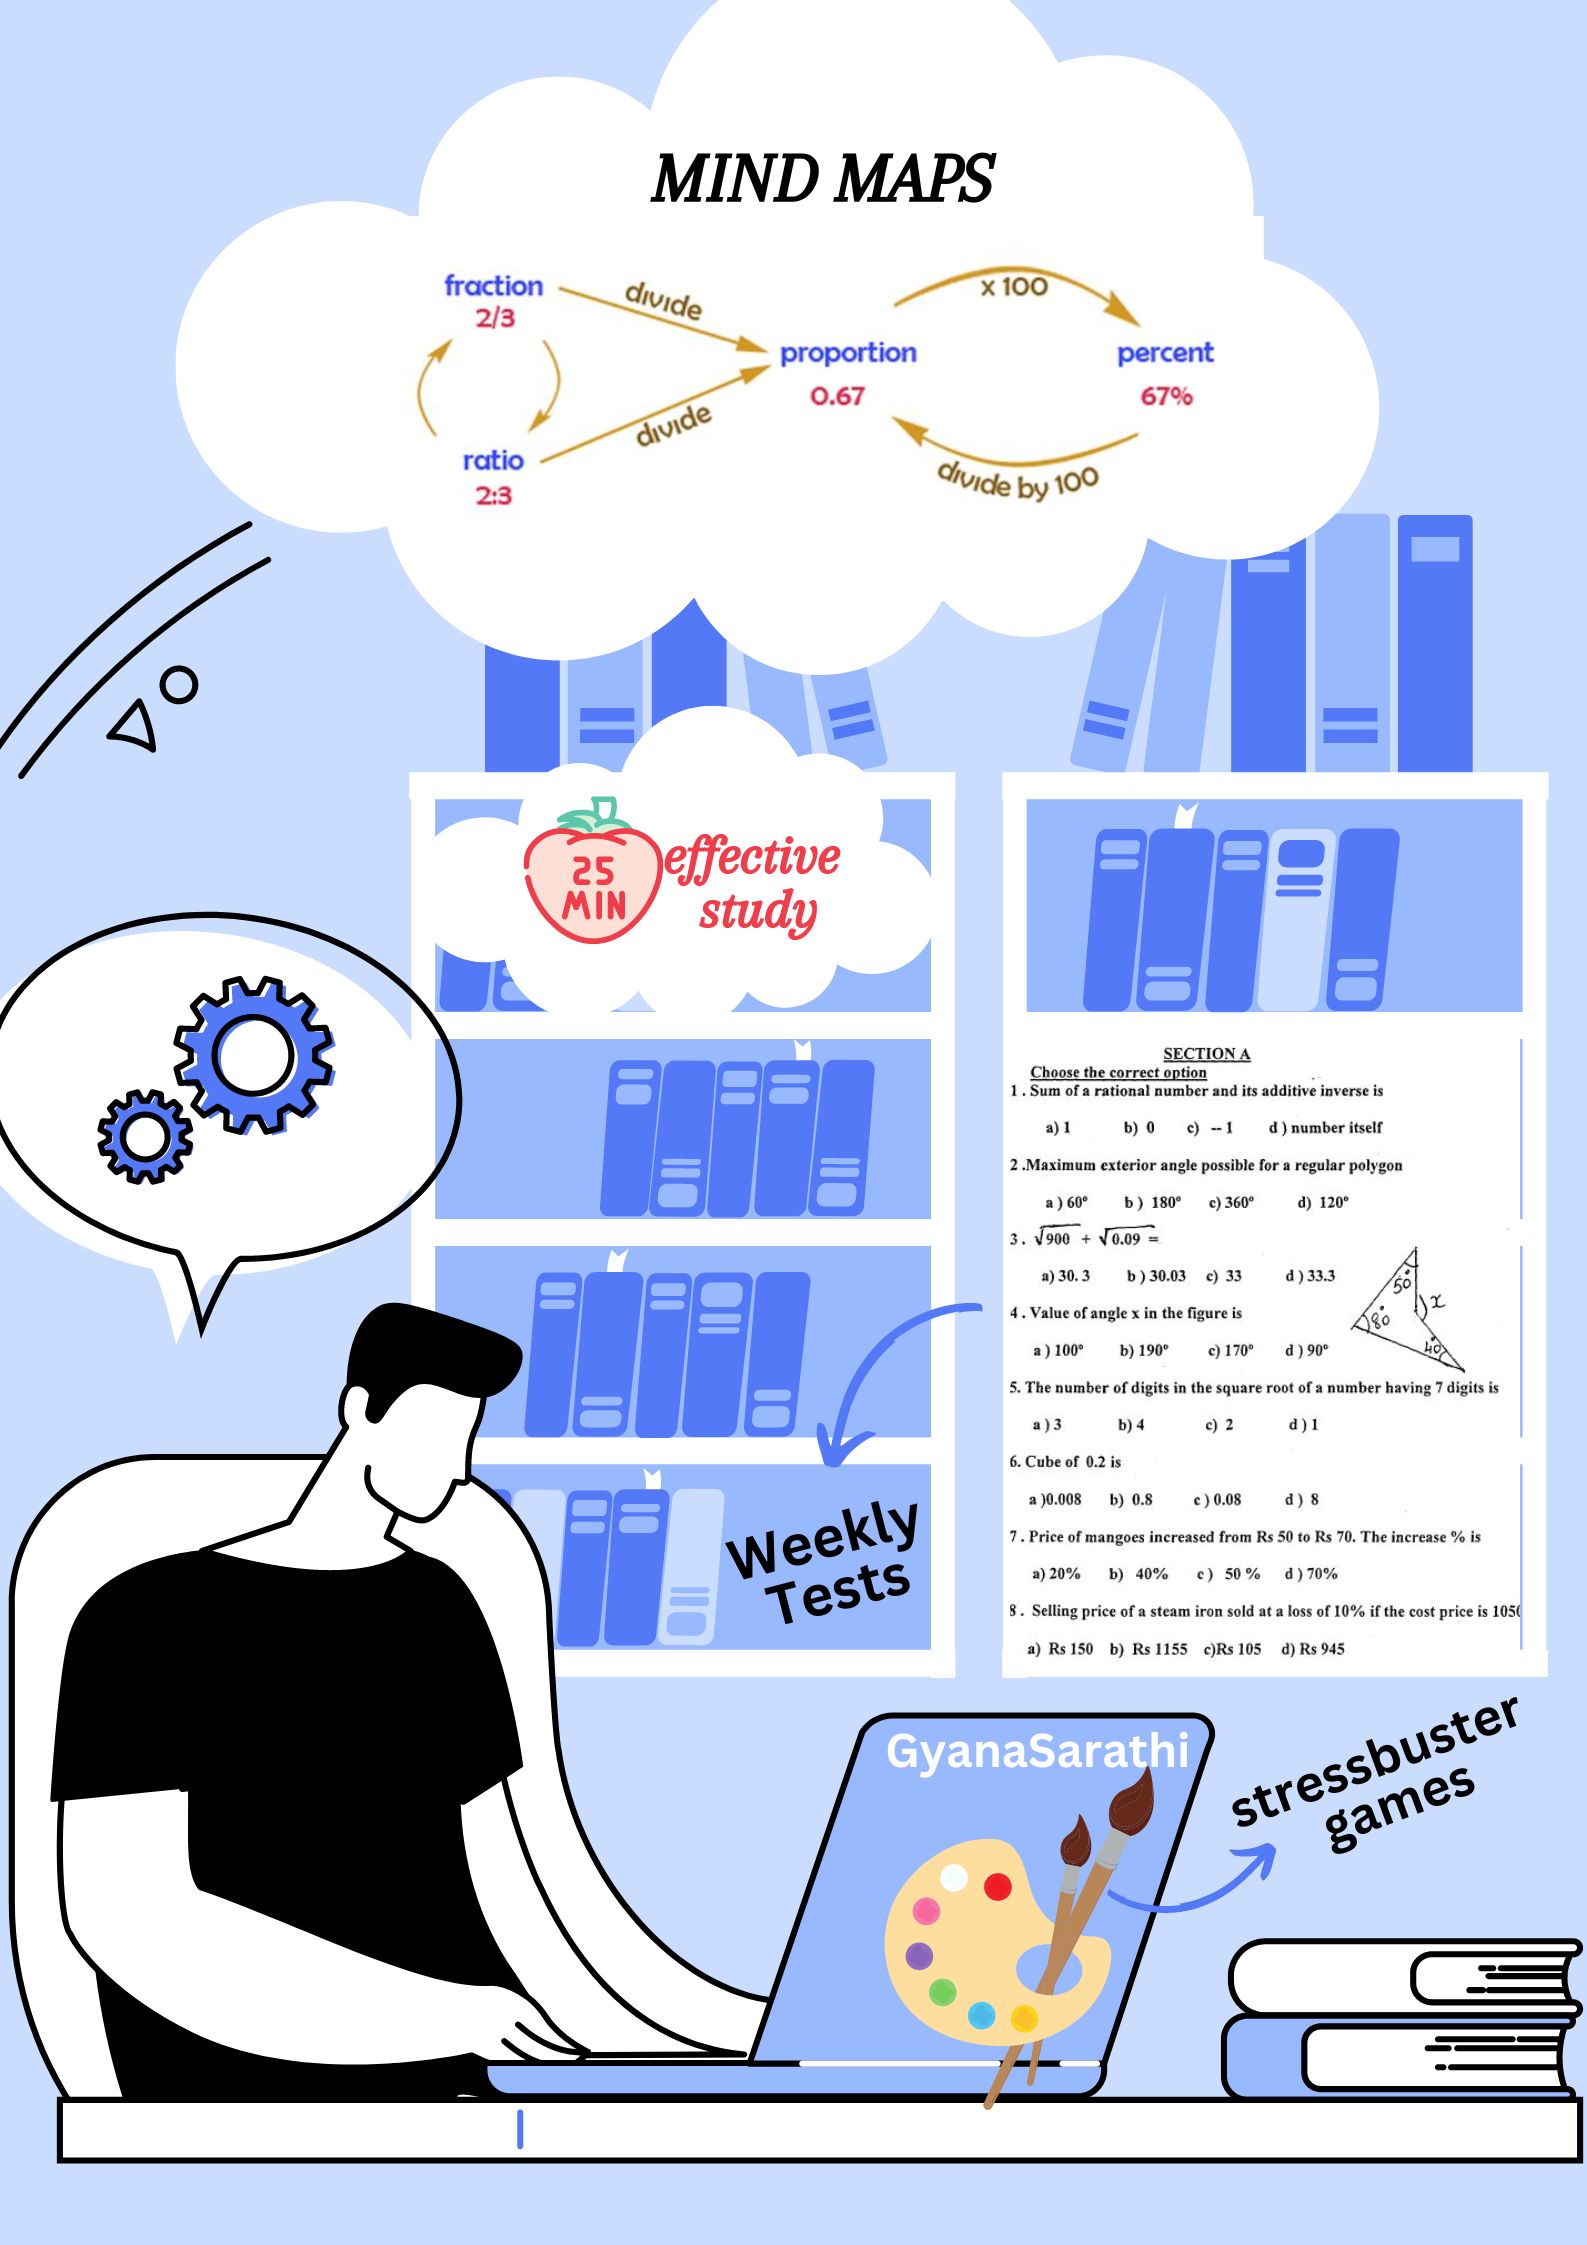 MIND MAPS
fraction
2/3
divide
x 100
proportion
0.67
percent
67%
divide
ratio
2:3
divide by 100
25
MIN
effective
study
SECTION A
Choose the correct option
1 . Sum of a rational number and its additive inverse is
a) 1 b) 0 c) -- 1 d ) number itself
2 .Maximum exterior angle possible for a regular polygon
a ) 60° b ) 180° c) 360° d) 120°
3 . √900 + √0.09 =
a) 30. 3 b ) 30.03 c) 33 d ) 33.3
4 . Value of angle x in the figure is
50°
x
80°
40°
a ) 100° b) 190° c) 170° d ) 90°
5. The number of digits in the square root of a number having 7 digits is
a ) 3 b) 4 c) 2 d ) 1
6. Cube of 0.2 is
a )0.008 b) 0.8 c ) 0.08 d ) 8
7 . Price of mangoes increased from Rs 50 to Rs 70. The increase % is
a) 20% b) 40% c ) 50 % d ) 70%
8 . Selling price of a steam iron sold at a loss of 10% if the cost price is 1050
a) Rs 150 b) Rs 1155 c)Rs 105 d) Rs 945
Weekly
Tests
GyanaSarathi
stressbuster
games